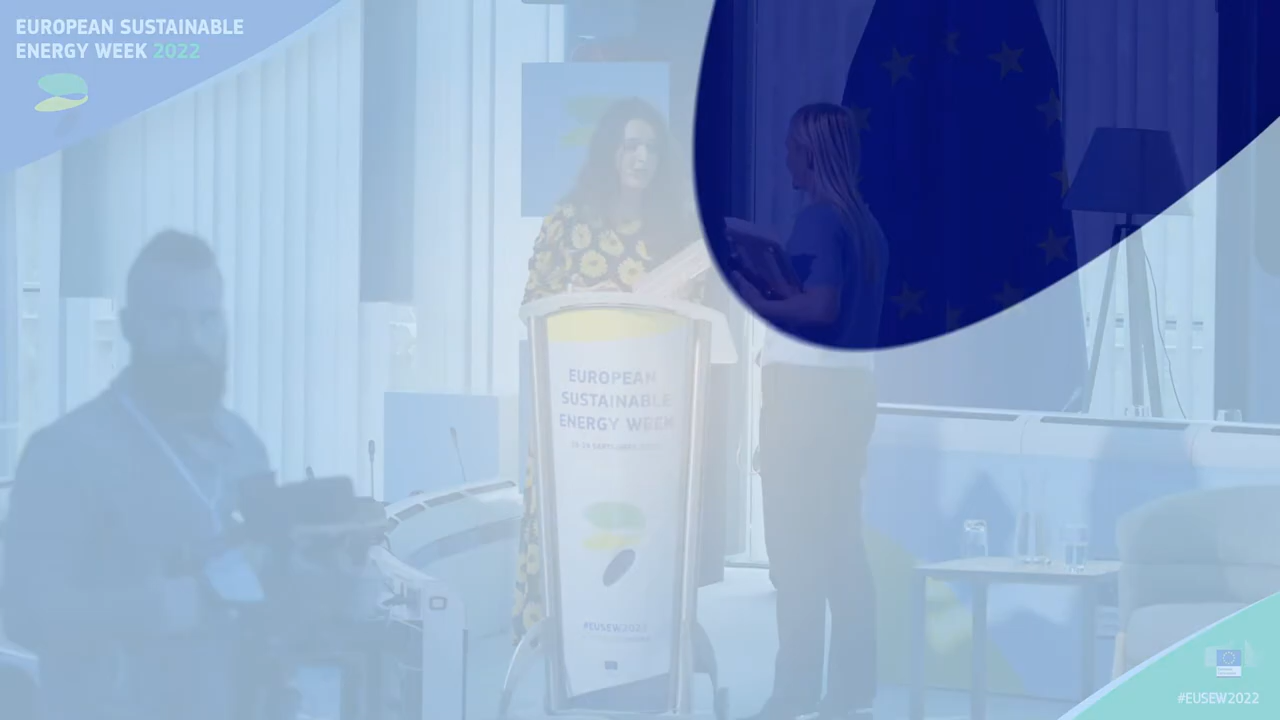 EUROPEAN SUSTAINABLE
ENERGY WEEK 2022
EUROPEAN
SUSTAINABLE
ENERGY WEEK
#EUSEW2022
#EUSEW2022